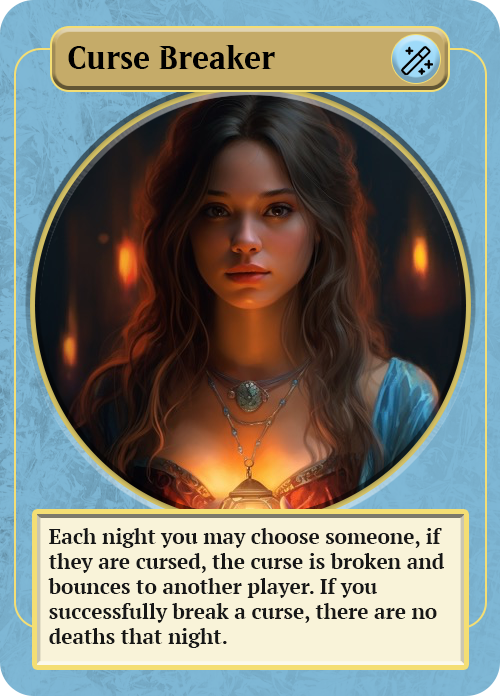 Curse Breaker
Each night you may choose someone, if
they are cursed, the curse is broken and
bounces to another player. If you
successfully break a curse, there are no
deaths that night.